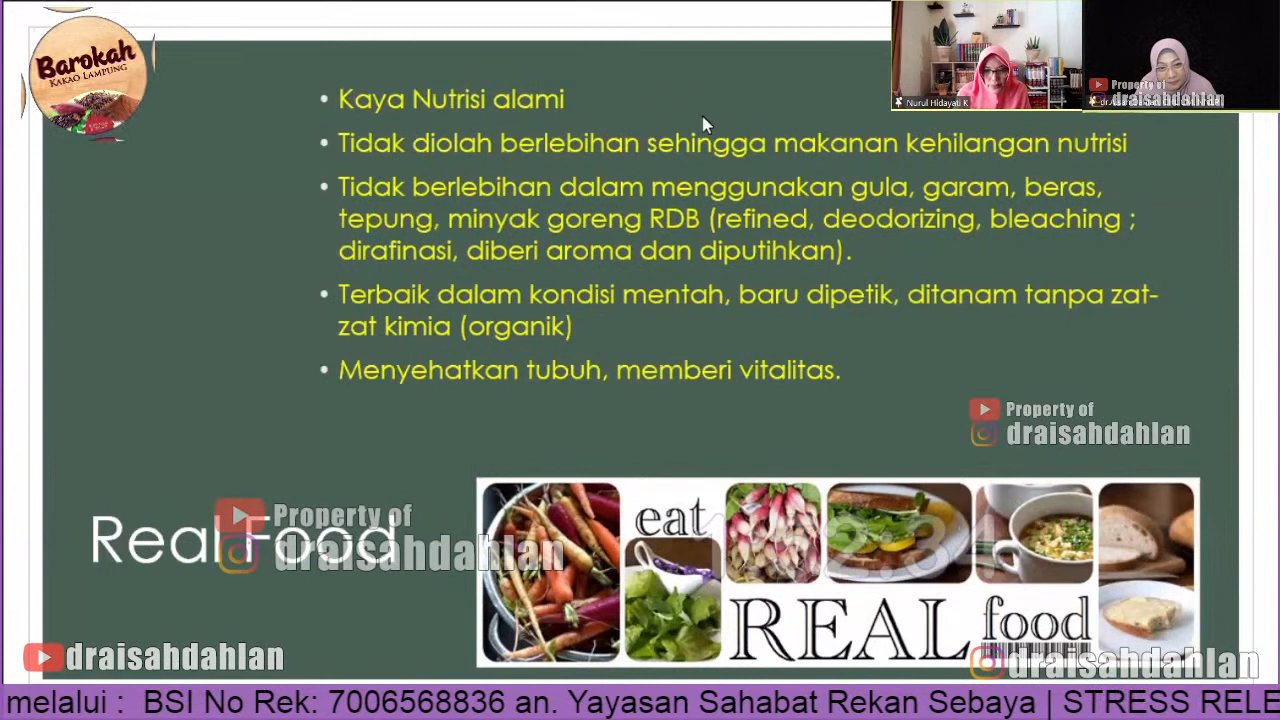 Barokah
KAKAO LAMPUNG
Nurul Hidayati K
Property of
draisahdahlan
• Kaya Nutrisi alami
• Tidak diolah berlebihan sehingga makanan kehilangan nutrisi
• Tidak berlebihan dalam menggunakan gula, garam, beras,
tepung, minyak goreng RDB (refined, deodorizing, bleaching ;
dirafinasi, diberi aroma dan diputihkan).
• Terbaik dalam kondisi mentah, baru dipetik, ditanam tanpa zat-
zat kimia (organik)
• Menyehatkan tubuh, memberi vitalitas.
Property of
draisahdahlan
Real Food
Property of
draisahdahlan
eat
REAL food
draisahdahlan
draisahdahlan
melalui : BSI No Rek: 7006568836 an. Yayasan Sahabat Rekan Sebaya | STRESS RELE